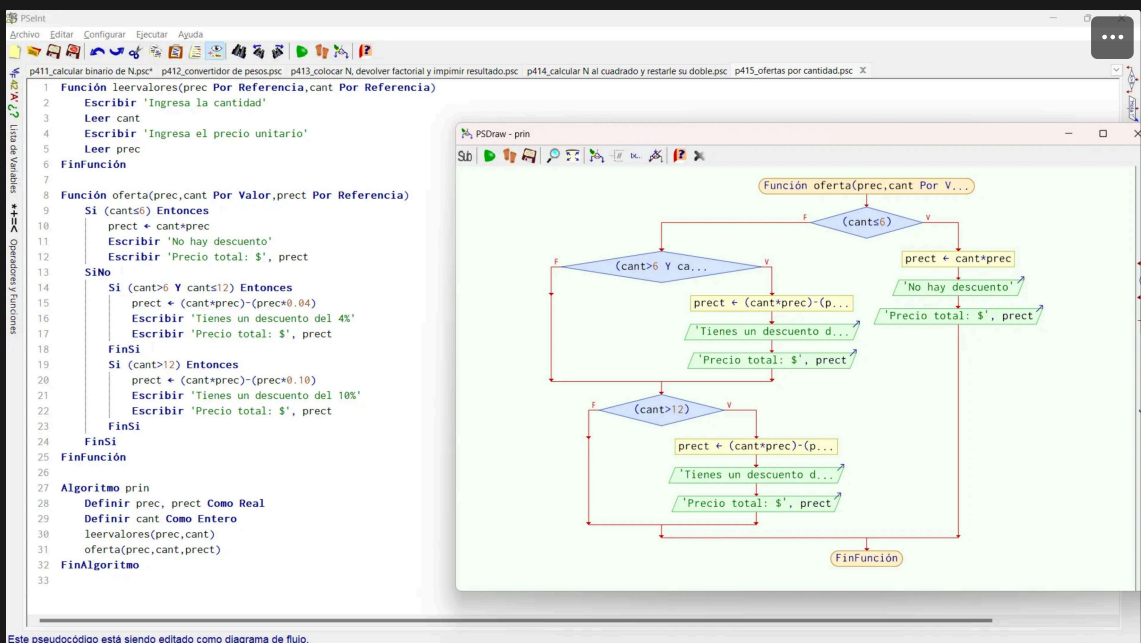 PSeInt
Archivo Editar Configurar Ejecutar Ayuda
p411_calcular binario de N.psc* p412_convertidor de pesos.psc p413_colocar N, devolver factorial y impimir resultado.psc p414_calcular N al cuadrado y restarle su doble.psc p415_ofertas por cantidad.psc X
Lista de Variables
Operadores y Funciones
1 Función leervalores(prec Por Referencia,cant Por Referencia)
2 Escribir 'Ingresa la cantidad'
3 Leer cant
4 Escribir 'Ingresa el precio unitario'
5 Leer prec
6 FinFunción
7
8 Función oferta(prec,cant Por Valor,prect Por Referencia)
9 Si (cant≤6) Entonces
10 prect ← cant*prec
11 Escribir 'No hay descuento'
12 Escribir 'Precio total: $', prect
13 SiNo
14 Si (cant>6 Y cant≤12) Entonces
15 prect ← (cant*prec)-(prec*0.04)
16 Escribir 'Tienes un descuento del 4%'
17 Escribir 'Precio total: $', prect
18 FinSi
19 Si (cant>12) Entonces
20 prect ← (cant*prec)-(prec*0.10)
21 Escribir 'Tienes un descuento del 10%'
22 Escribir 'Precio total: $', prect
23 FinSi
24 FinSi
25 FinFunción
26
27 Algoritmo prin
28 Definir prec, prect Como Real
29 Definir cant Como Entero
30 leervalores(prec,cant)
31 oferta(prec,cant,prect)
32 FinAlgoritmo
33
PSDraw - prin
Sub
Función oferta(prec,cant Por V...
F (cant≤6) V
F (cant>6 Y ca... V
prect ← cant*prec
'No hay descuento'
'Precio total: $', prect
prect ← (cant*prec)-(p...
'Tienes un descuento d...
'Precio total: $', prect
F (cant>12) V
prect ← (cant*prec)-(p...
'Tienes un descuento d...
'Precio total: $', prect
FinFunción
Este pseudocódigo está siendo editado como diagrama de flujo.